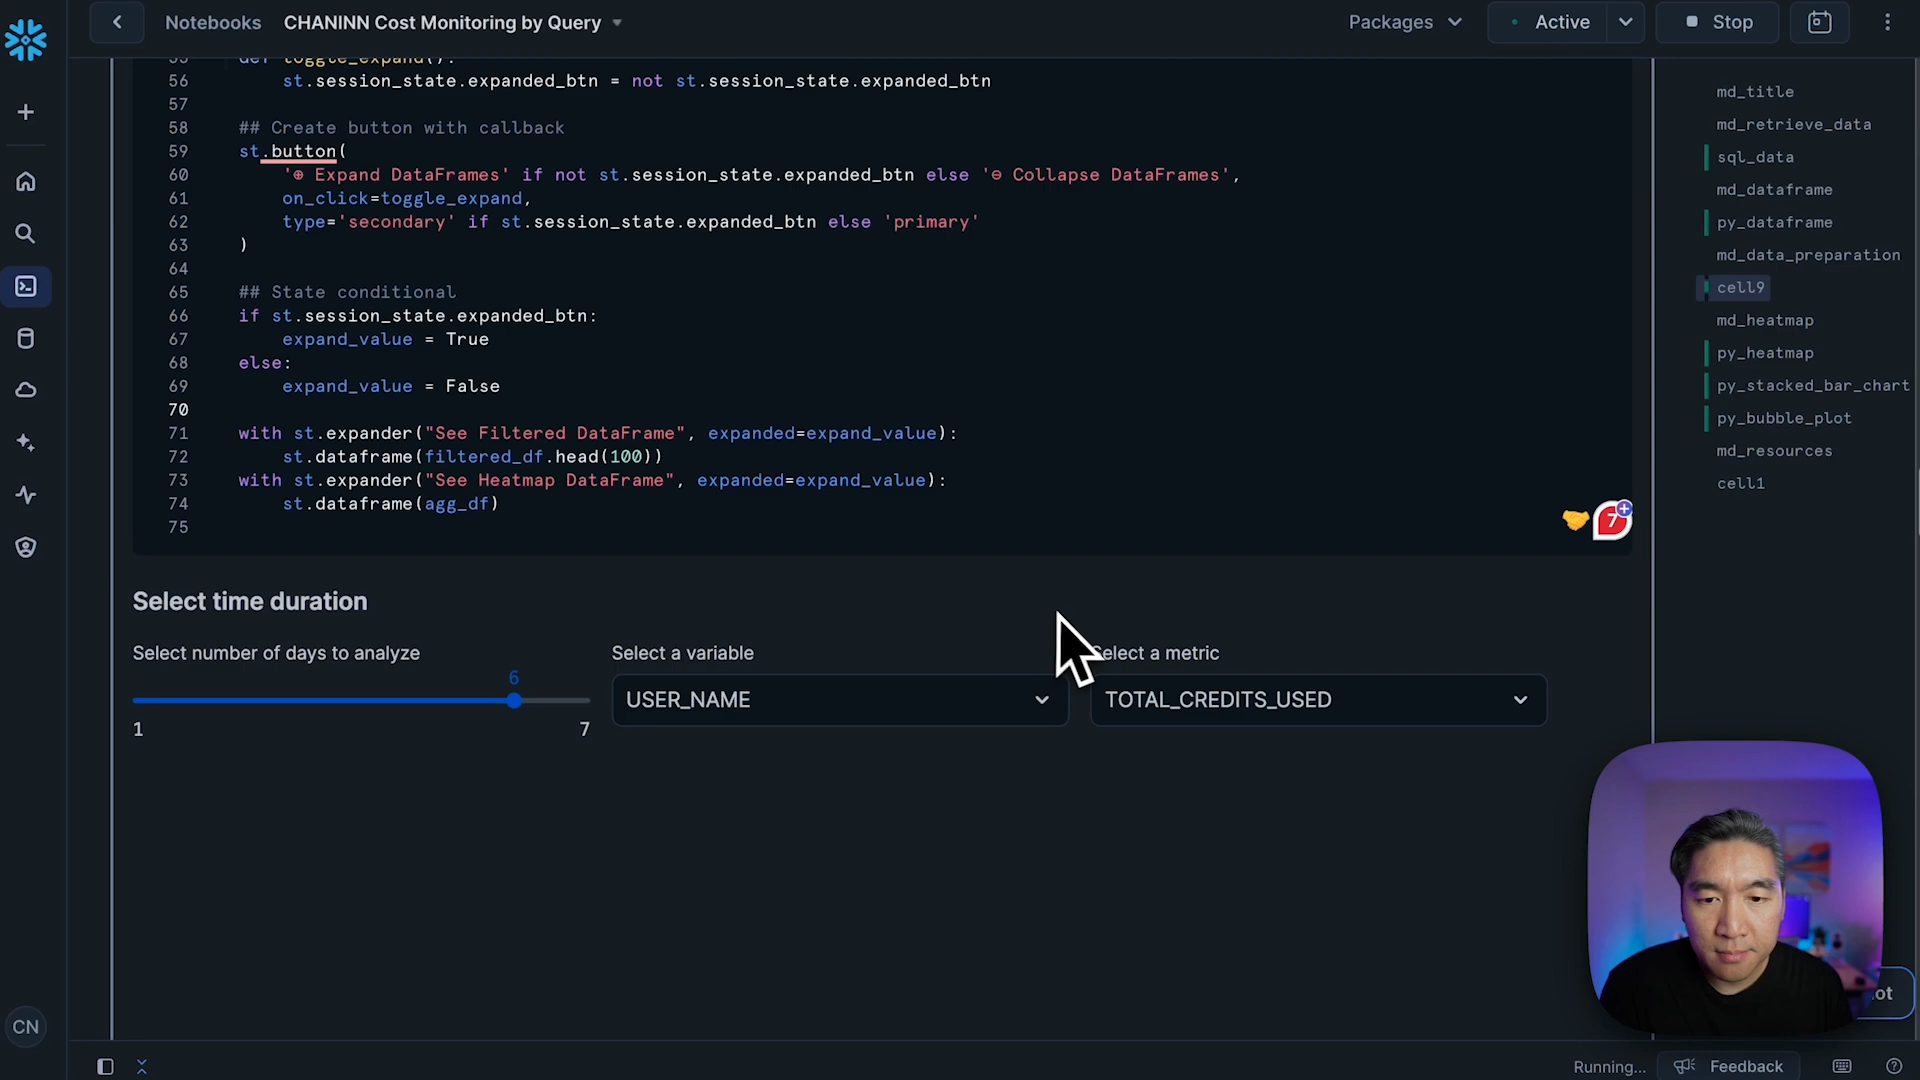 Notebooks CHANINN Cost Monitoring by Query Packages Active Stop
55 def toggle_expand():
56 st.session_state.expanded_btn = not st.session_state.expanded_btn
57
58 ## Create button with callback
59 st.button(
60 '⊕ Expand DataFrames' if not st.session_state.expanded_btn else '⊖ Collapse DataFrames',
61 on_click=toggle_expand,
62 type='secondary' if st.session_state.expanded_btn else 'primary'
63 )
64
65 ## State conditional
66 if st.session_state.expanded_btn:
67 expand_value = True
68 else:
69 expand_value = False
70
71 with st.expander("See Filtered DataFrame", expanded=expand_value):
72 st.dataframe(filtered_df.head(100))
73 with st.expander("See Heatmap DataFrame", expanded=expand_value):
74 st.dataframe(agg_df)
75
7
md_title
md_retrieve_data
sql_data
md_dataframe
py_dataframe
md_data_preparation
cell9
md_heatmap
py_heatmap
py_stacked_bar_chart
py_bubble_plot
md_resources
cell1
Select time duration
Select number of days to analyze
6
1 7
Select a variable
USER_NAME
Select a metric
TOTAL_CREDITS_USED
CN
Running... Feedback